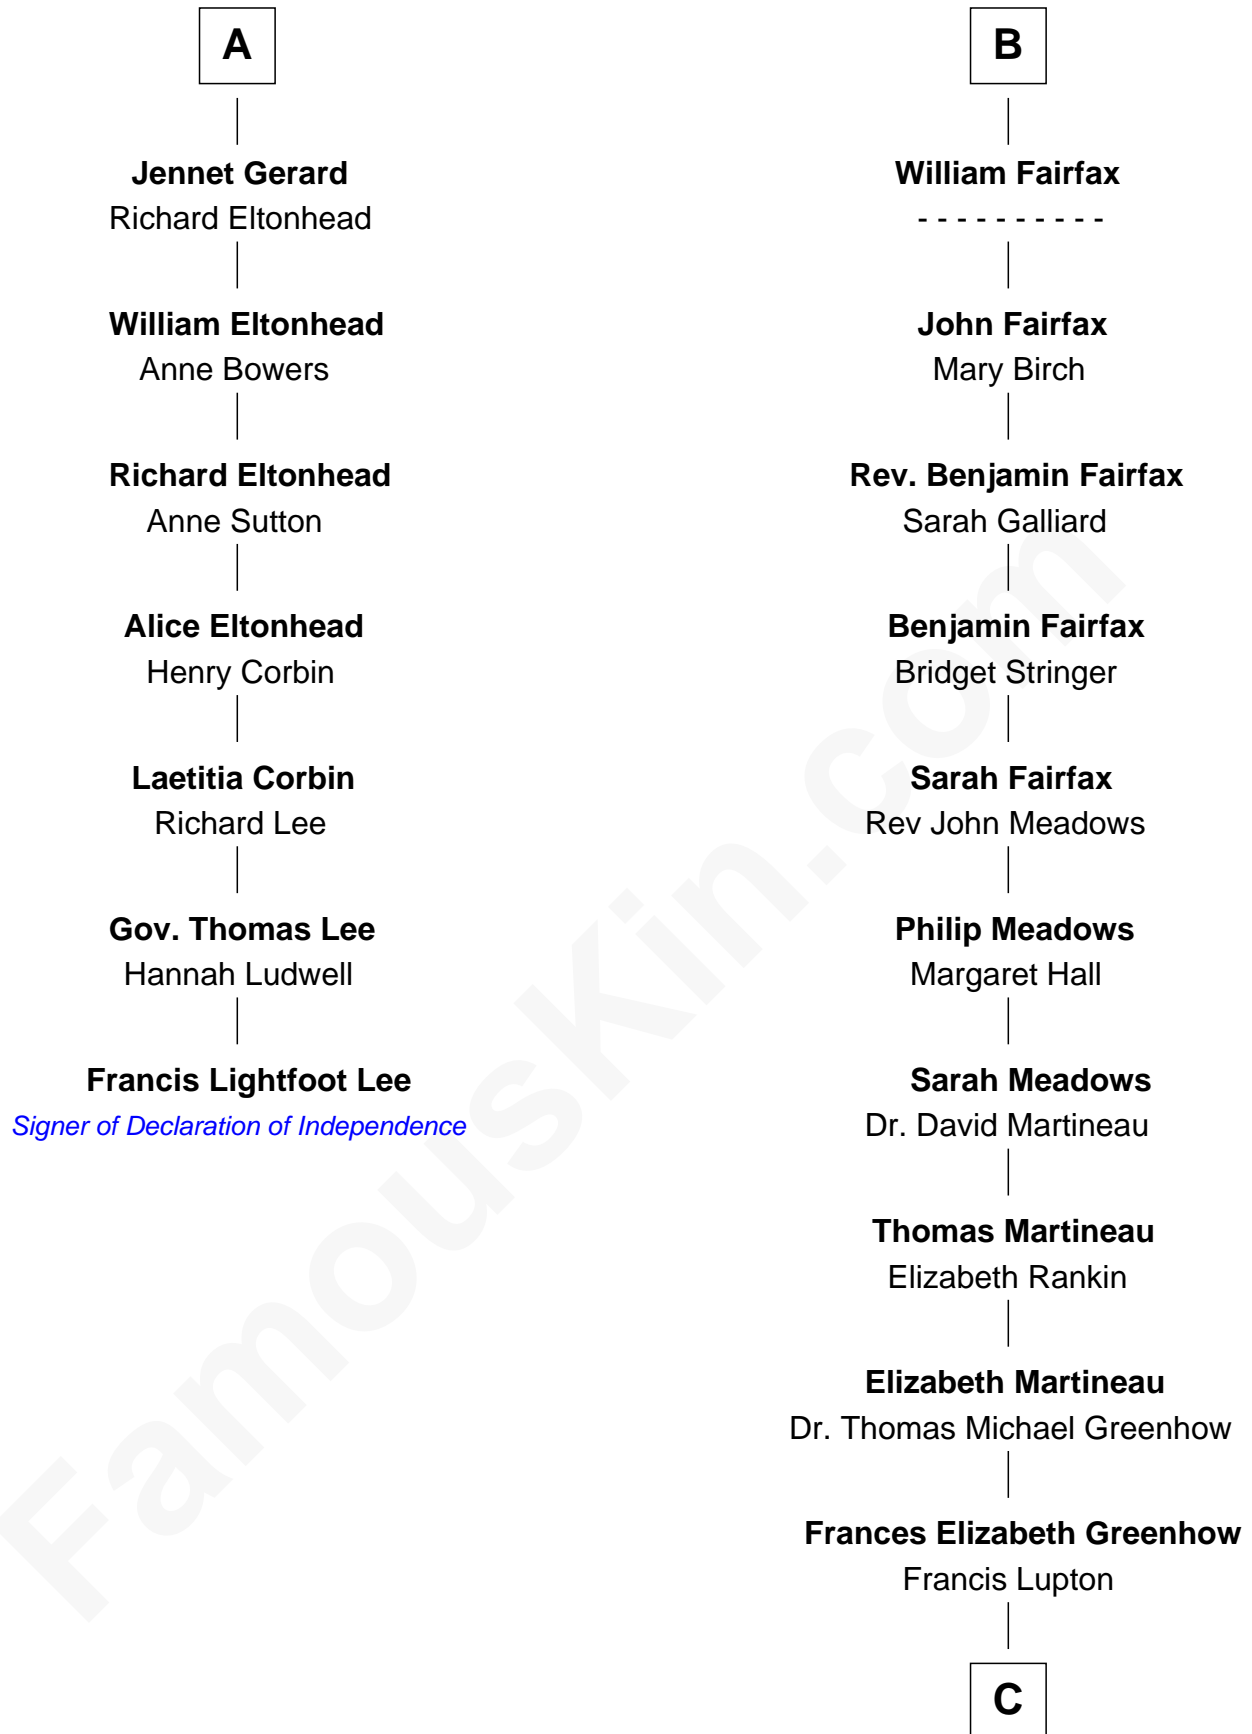 A
Jennet Gerard
Richard Eltonhead
William Eltonhead
Anne Bowers
Richard Eltonhead
Anne Sutton
Alice Eltonhead
Henry Corbin
Laetitia Corbin
Richard Lee
Gov. Thomas Lee
Hannah Ludwell
Francis Lightfoot Lee
Signer of Declaration of Independence
B
William Fairfax
- - - - - - - - - -
John Fairfax
Mary Birch
Rev. Benjamin Fairfax
Sarah Galliard
Benjamin Fairfax
Bridget Stringer
Sarah Fairfax
Rev John Meadows
Philip Meadows
Margaret Hall
Sarah Meadows
Dr. David Martineau
Thomas Martineau
Elizabeth Rankin
Elizabeth Martineau
Dr. Thomas Michael Greenhow
Frances Elizabeth Greenhow
Francis Lupton
C
FamousKin.com